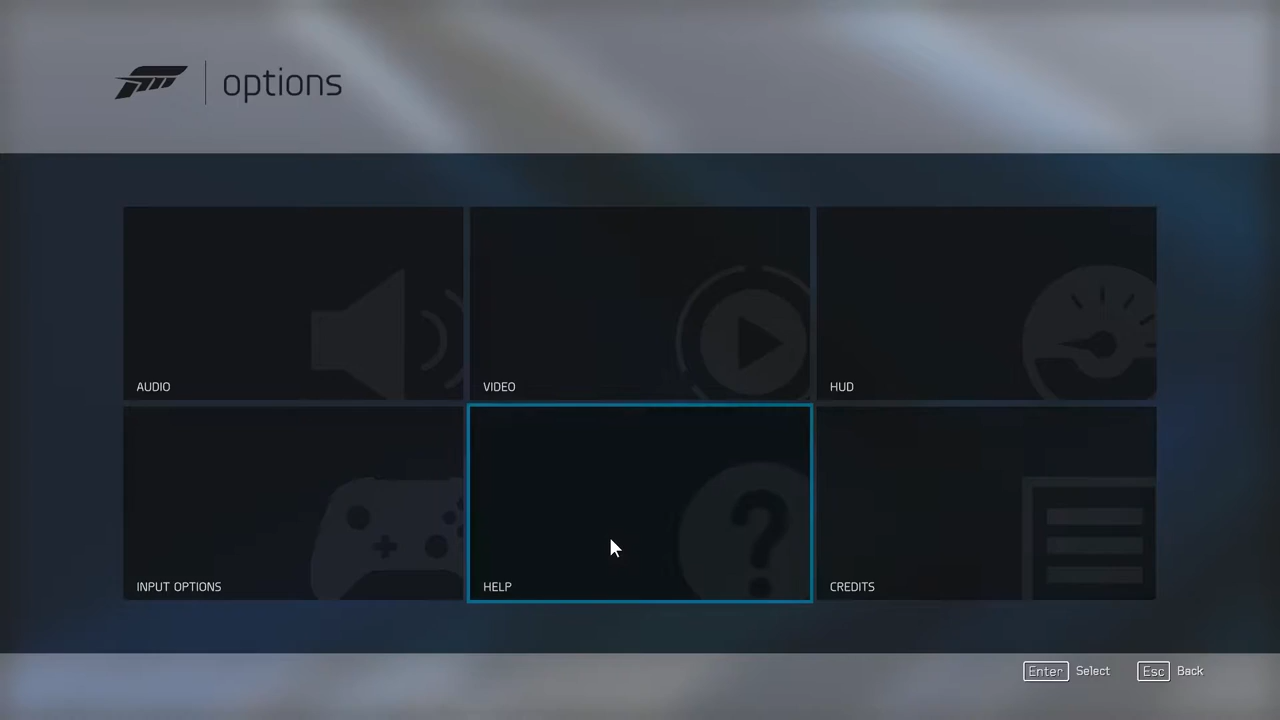 options
AUDIO
VIDEO
HUD
INPUT OPTIONS
HELP
CREDITS
Enter Select Esc Back